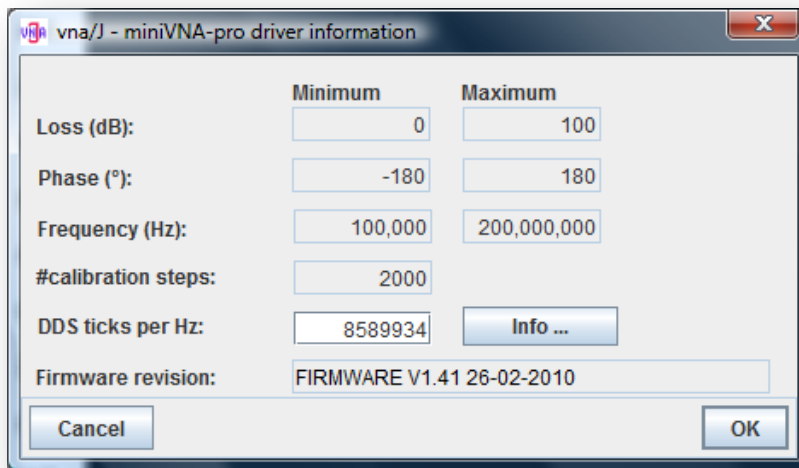 VNA vna/J - miniVNA-pro driver information X
Minimum Maximum
Loss (dB): 0 100
Phase (°): -180 180
Frequency (Hz): 100,000 200,000,000
#calibration steps: 2000
DDS ticks per Hz: 8589934 Info ...
Firmware revision: FIRMWARE V1.41 26-02-2010
Cancel OK